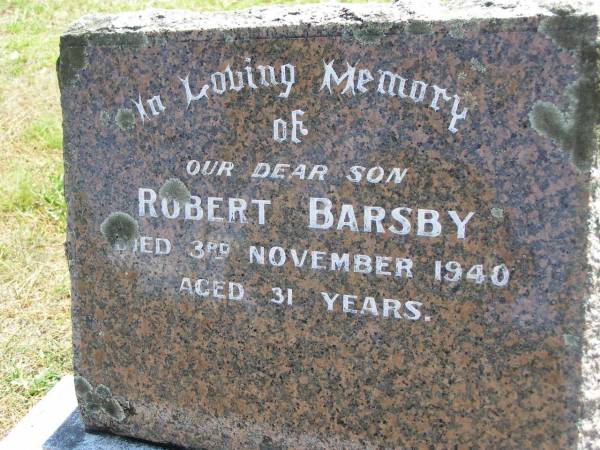 In Loving Memory
of
OUR DEAR SON
ROBERT BARSBY
DIED 3RD NOVEMBER 1940
AGED 31 YEARS.